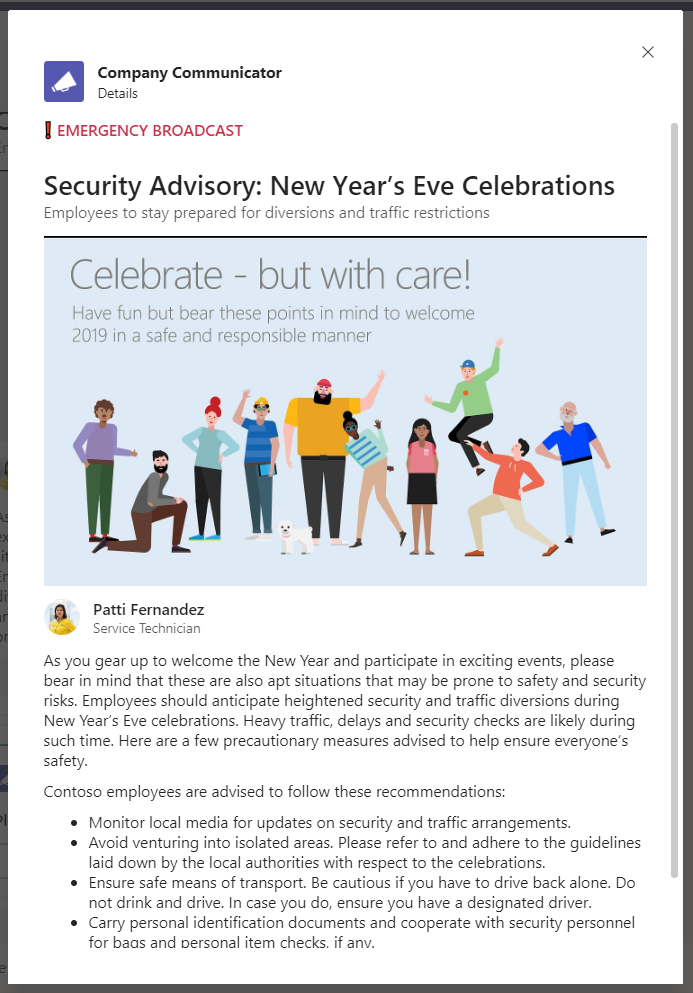 Company Communicator
Details
EMERGENCY BROADCAST
Security Advisory: New Year’s Eve Celebrations
Employees to stay prepared for diversions and traffic restrictions
Celebrate - but with care!
Have fun but bear these points in mind to welcome
2019 in a safe and responsible manner
Patti Fernandez
Service Technician
As you gear up to welcome the New Year and participate in exciting events, please
bear in mind that these are also apt situations that may be prone to safety and security
risks. Employees should anticipate heightened security and traffic diversions during
New Year’s Eve celebrations. Heavy traffic, delays and security checks are likely during
such time. Here are a few precautionary measures advised to help ensure everyone’s
safety.
Contoso employees are advised to follow these recommendations:
• Monitor local media for updates on security and traffic arrangements.
• Avoid venturing into isolated areas. Please refer to and adhere to the guidelines
laid down by the local authorities with respect to the celebrations.
• Ensure safe means of transport. Be cautious if you have to drive back alone. Do
not drink and drive. In case you do, ensure you have a designated driver.
• Carry personal identification documents and cooperate with security personnel
for bags and personal item checks, if any.